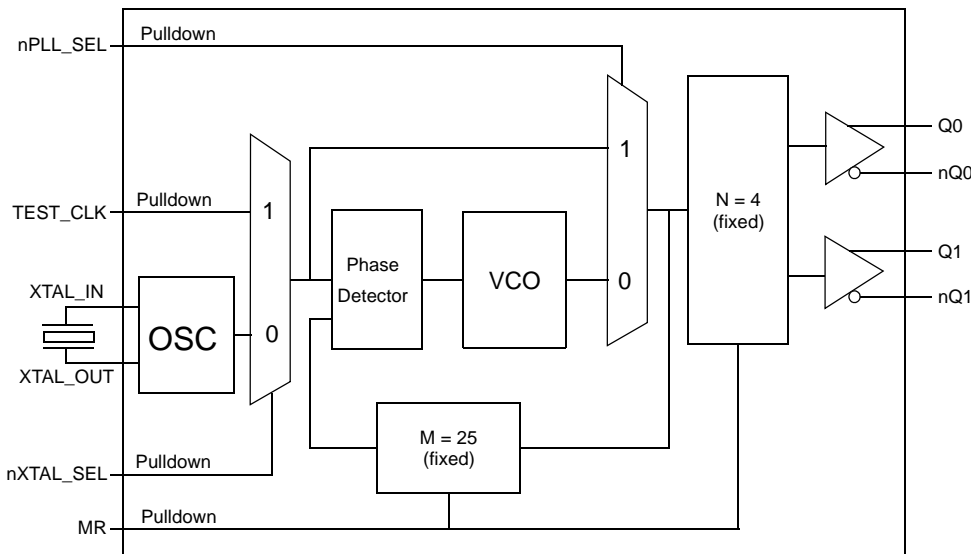 nPLL_SEL
Pulldown
Q0
nQ0
1
N = 4
(fixed)
TEST_CLK
Pulldown
1
Q1
nQ1
Phase
Detector
VCO
0
XTAL_IN
OSC
0
XTAL_OUT
M = 25
(fixed)
nXTAL_SEL
Pulldown
MR
Pulldown